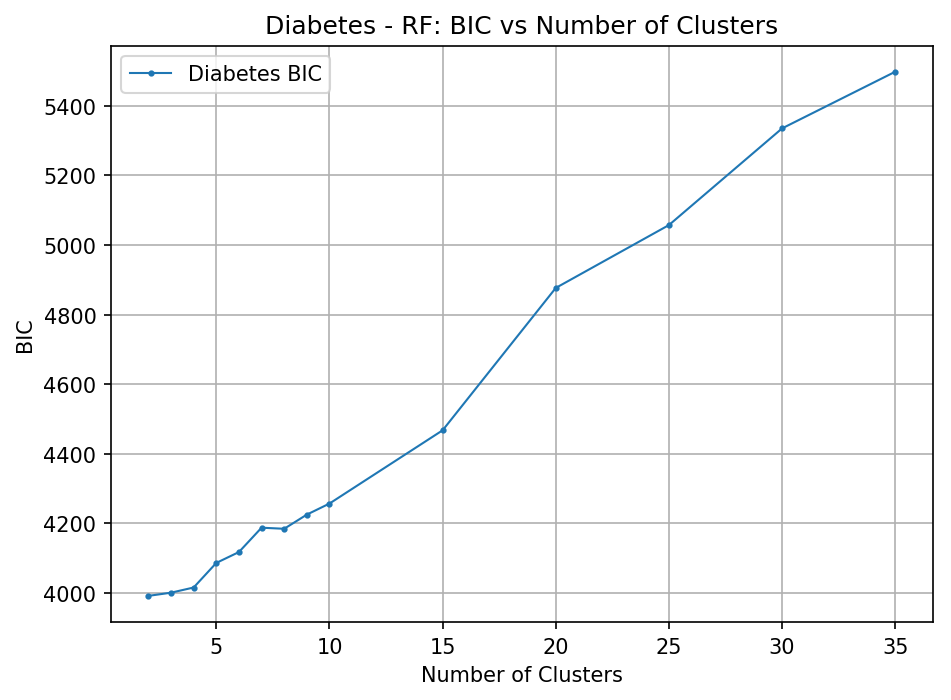 Diabetes - RF: BIC vs Number of Clusters
Diabetes BIC
5400
5200
5000
4800
4600
4400
4200
4000
BIC
5 10 15 20 25 30 35
Number of Clusters